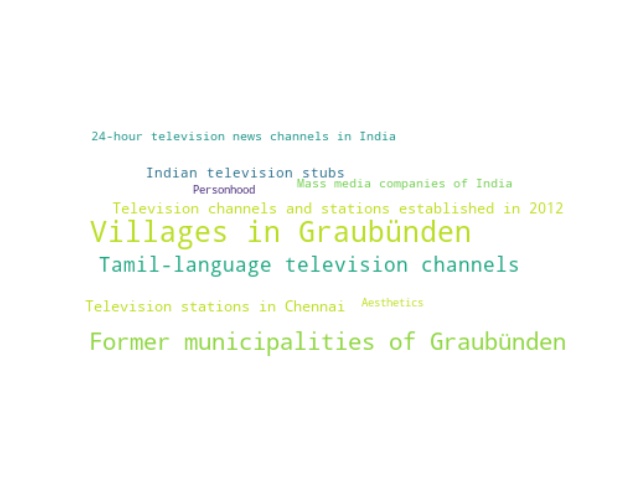 24-hour television news channels in India
Indian television stubs
Mass media companies of India
Personhood
Television channels and stations established in 2012
Villages in Graubünden
Tamil-language television channels
Television stations in Chennai
Aesthetics
Former municipalities of Graubünden